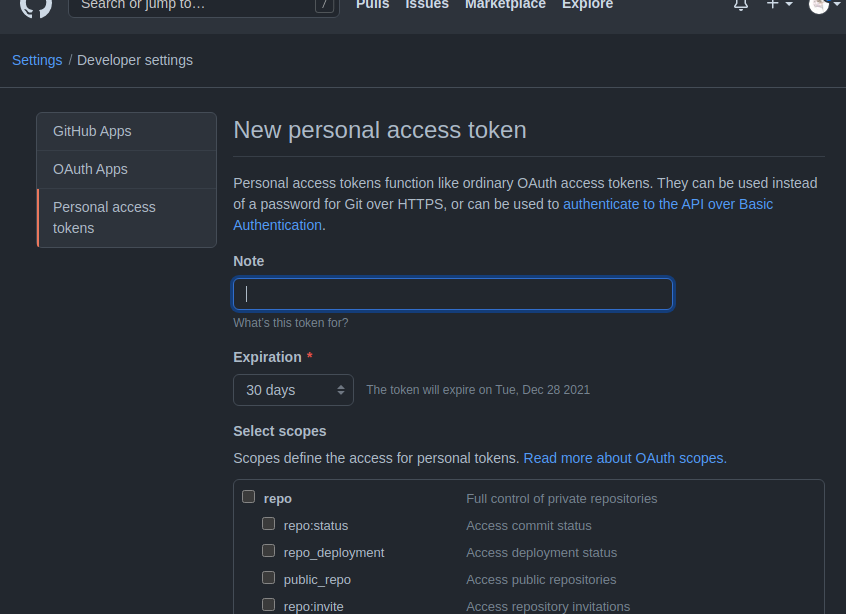 Search or jump to… /
Pulls Issues Marketplace Explore
Settings / Developer settings
GitHub Apps
OAuth Apps
Personal access
tokens
New personal access token
Personal access tokens function like ordinary OAuth access tokens. They can be used instead
of a password for Git over HTTPS, or can be used to authenticate to the API over Basic
Authentication.
Note
What's this token for?
Expiration *
30 days The token will expire on Tue, Dec 28 2021
Select scopes
Scopes define the access for personal tokens. Read more about OAuth scopes.
repo Full control of private repositories
repo:status Access commit status
repo_deployment Access deployment status
public_repo Access public repositories
repo:invite Access repository invitations